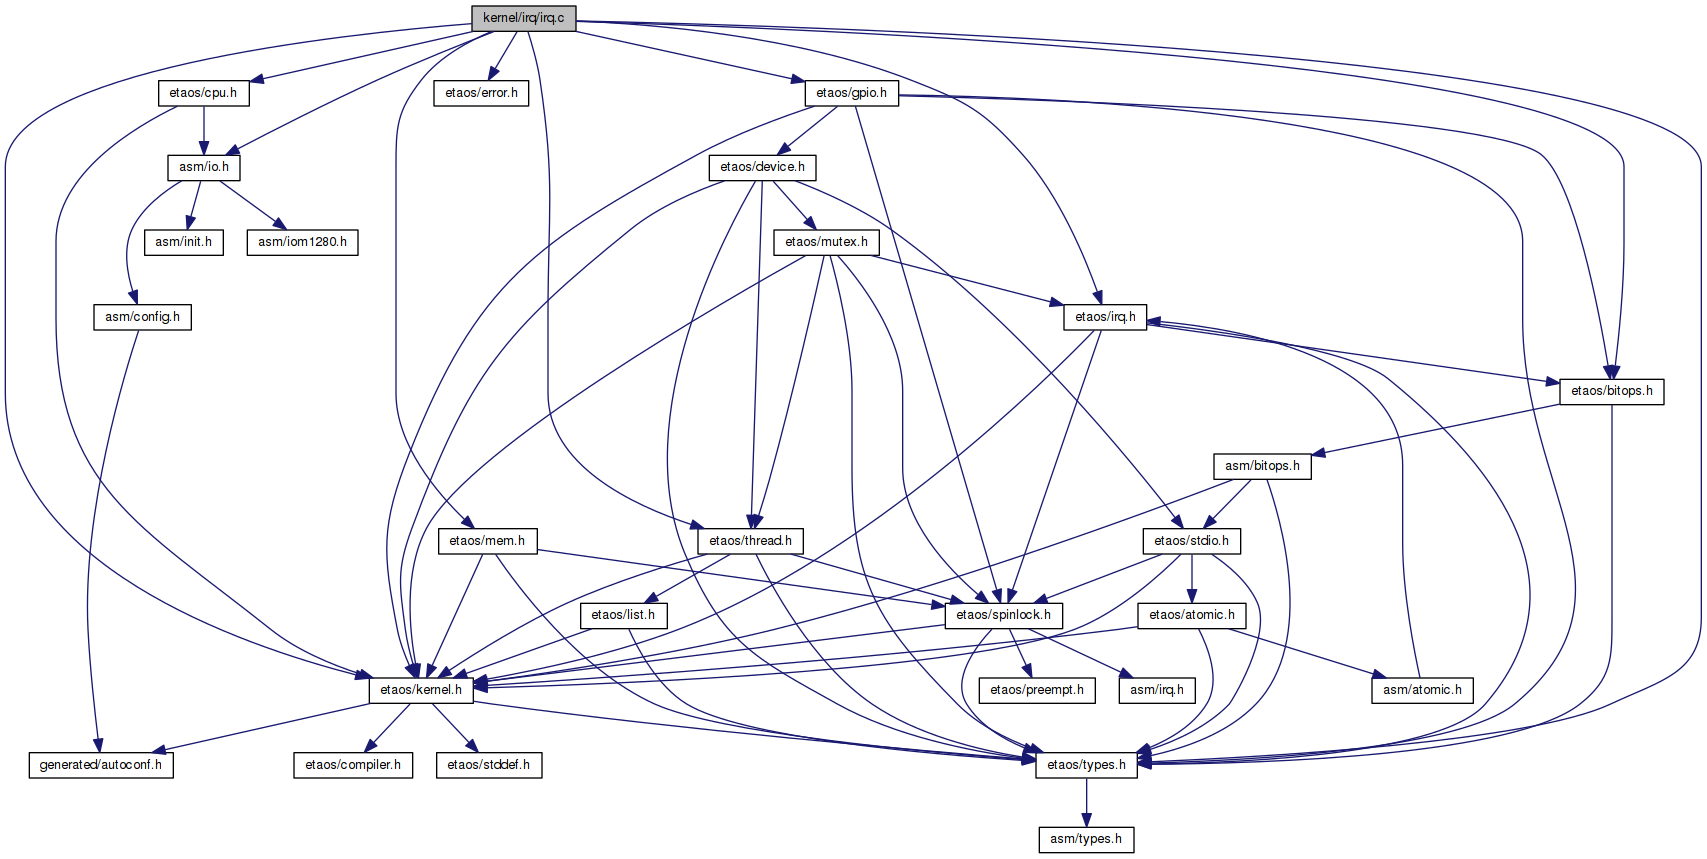 kernel/irq/irq.c
etaos/cpu.h
etaos/error.h
etaos/gpio.h
asm/io.h
etaos/device.h
asm/init.h
asm/iom1280.h
etaos/mutex.h
asm/config.h
etaos/irq.h
etaos/bitops.h
asm/bitops.h
etaos/mem.h
etaos/thread.h
etaos/stdio.h
etaos/list.h
etaos/spinlock.h
etaos/atomic.h
etaos/kernel.h
etaos/preempt.h
asm/irq.h
asm/atomic.h
generated/autoconf.h
etaos/compiler.h
etaos/stddef.h
etaos/types.h
asm/types.h